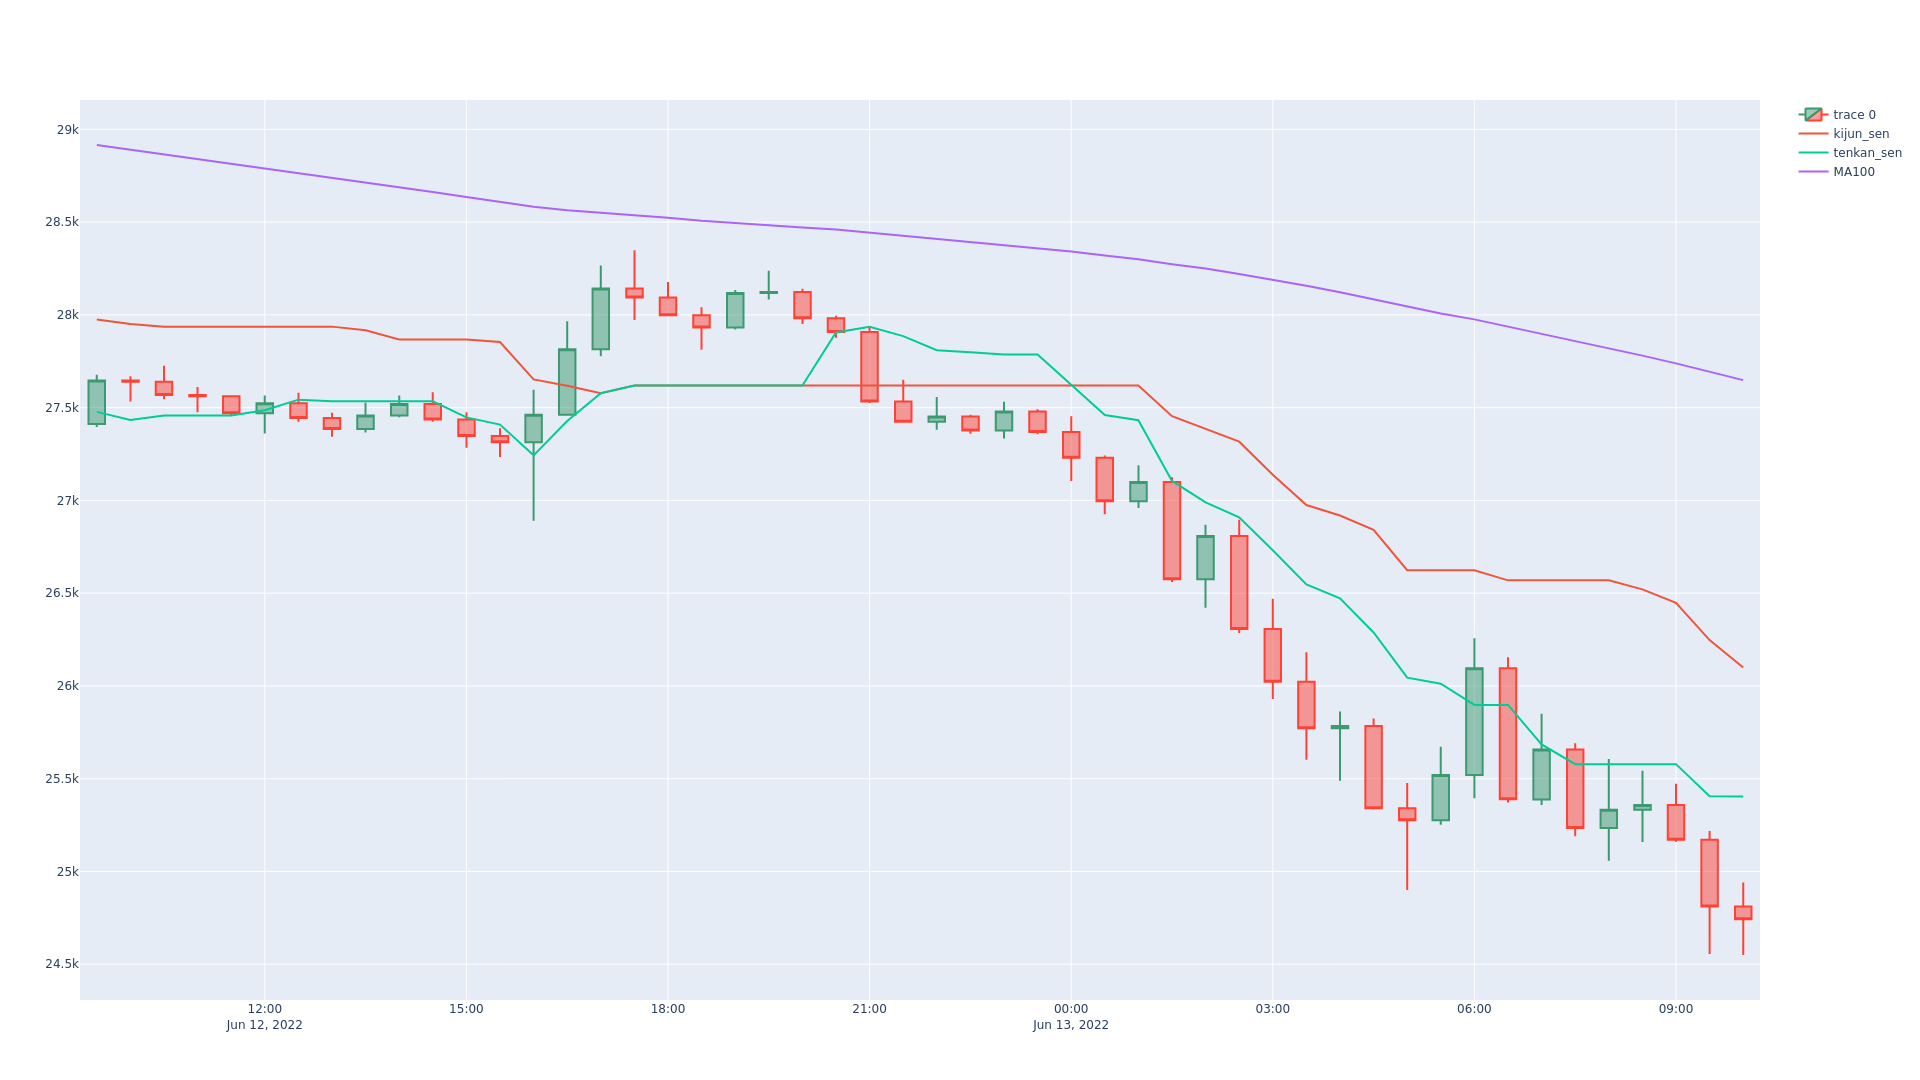 29k
28.5k
28k
27.5k
27k
26.5k
26k
25.5k
25k
24.5k
12:00
Jun 12, 2022
15:00
18:00
21:00
00:00
Jun 13, 2022
03:00
06:00
09:00
trace 0
kijun_sen
tenkan_sen
MA100